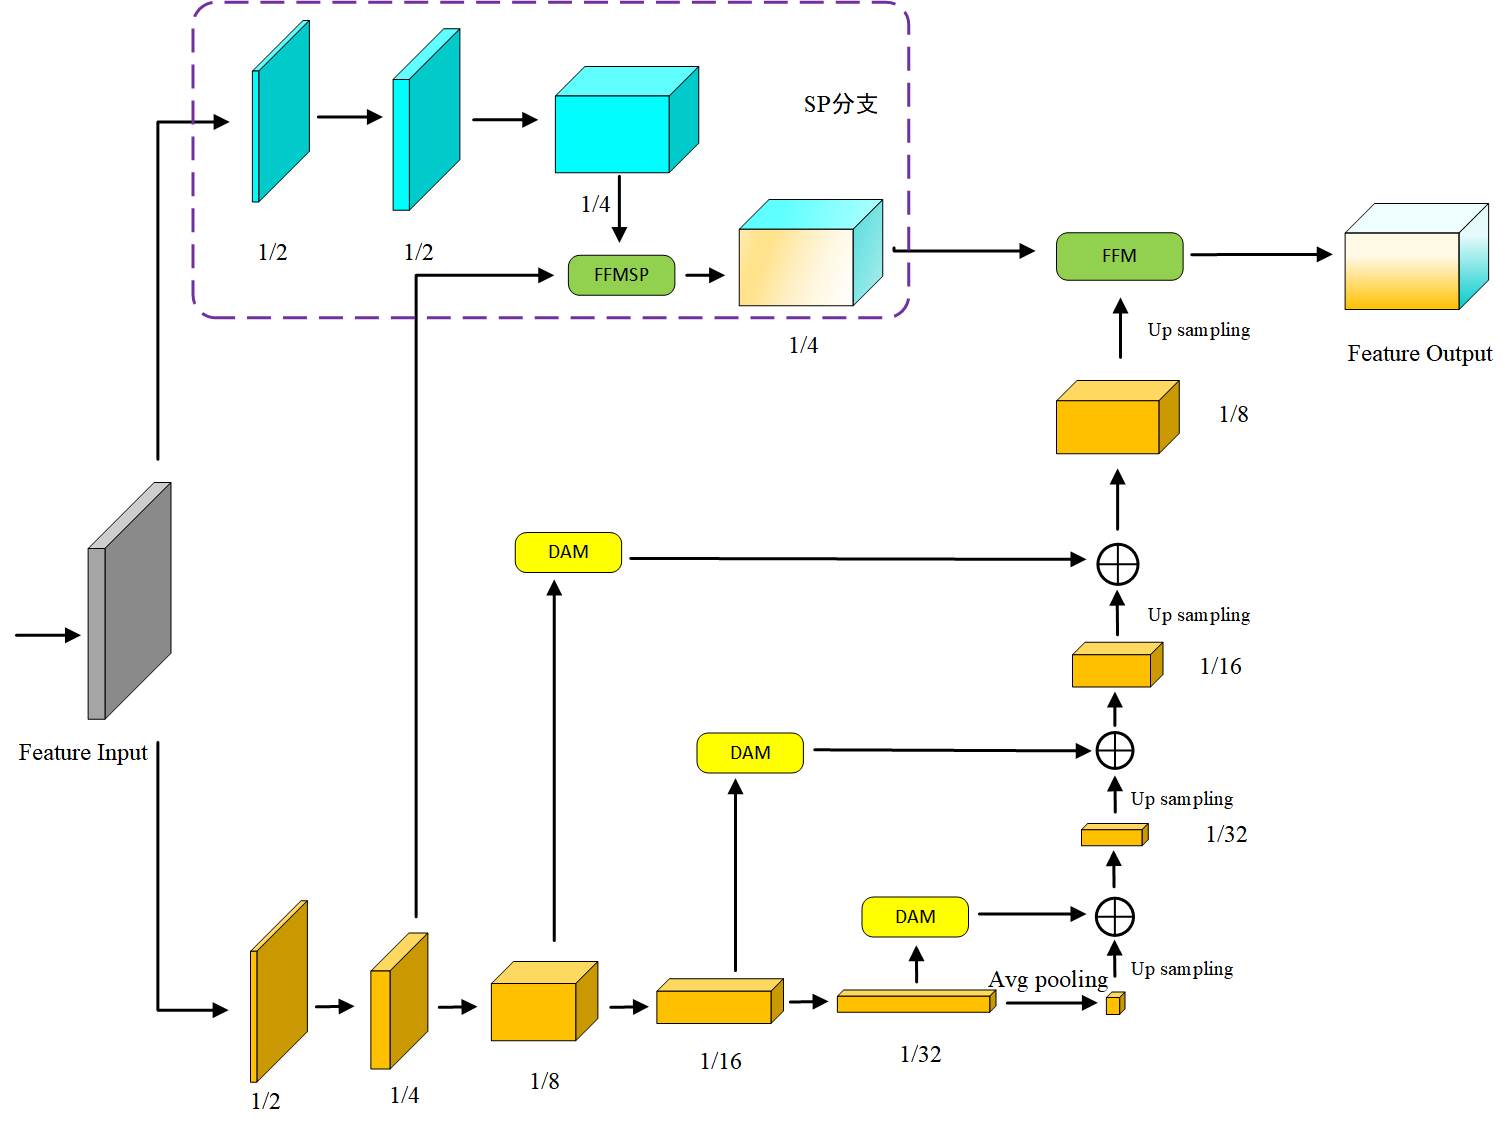 SP分支
1/4
1/2
1/2
FFMSP
FFM
Up sampling
1/4
Feature Output
1/8
DAM
Up sampling
1/16
Feature Input
DAM
Up sampling
1/32
DAM
Avg pooling
Up sampling
1/32
1/16
1/8
1/4
1/2